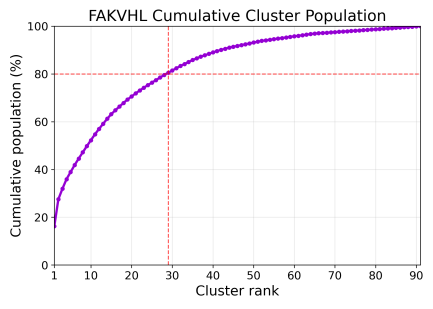 FAKVHL Cumulative Cluster Population
100
80
60
40
20
0
Cumulative population (%)
1 10 20 30 40 50 60 70 80 90
Cluster rank